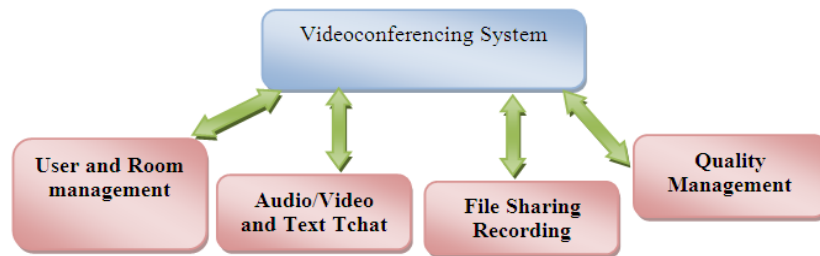 Videoconferencing System
User and Room
management
Audio/Video
and Text Tchat
File Sharing
Recording
Quality
Management